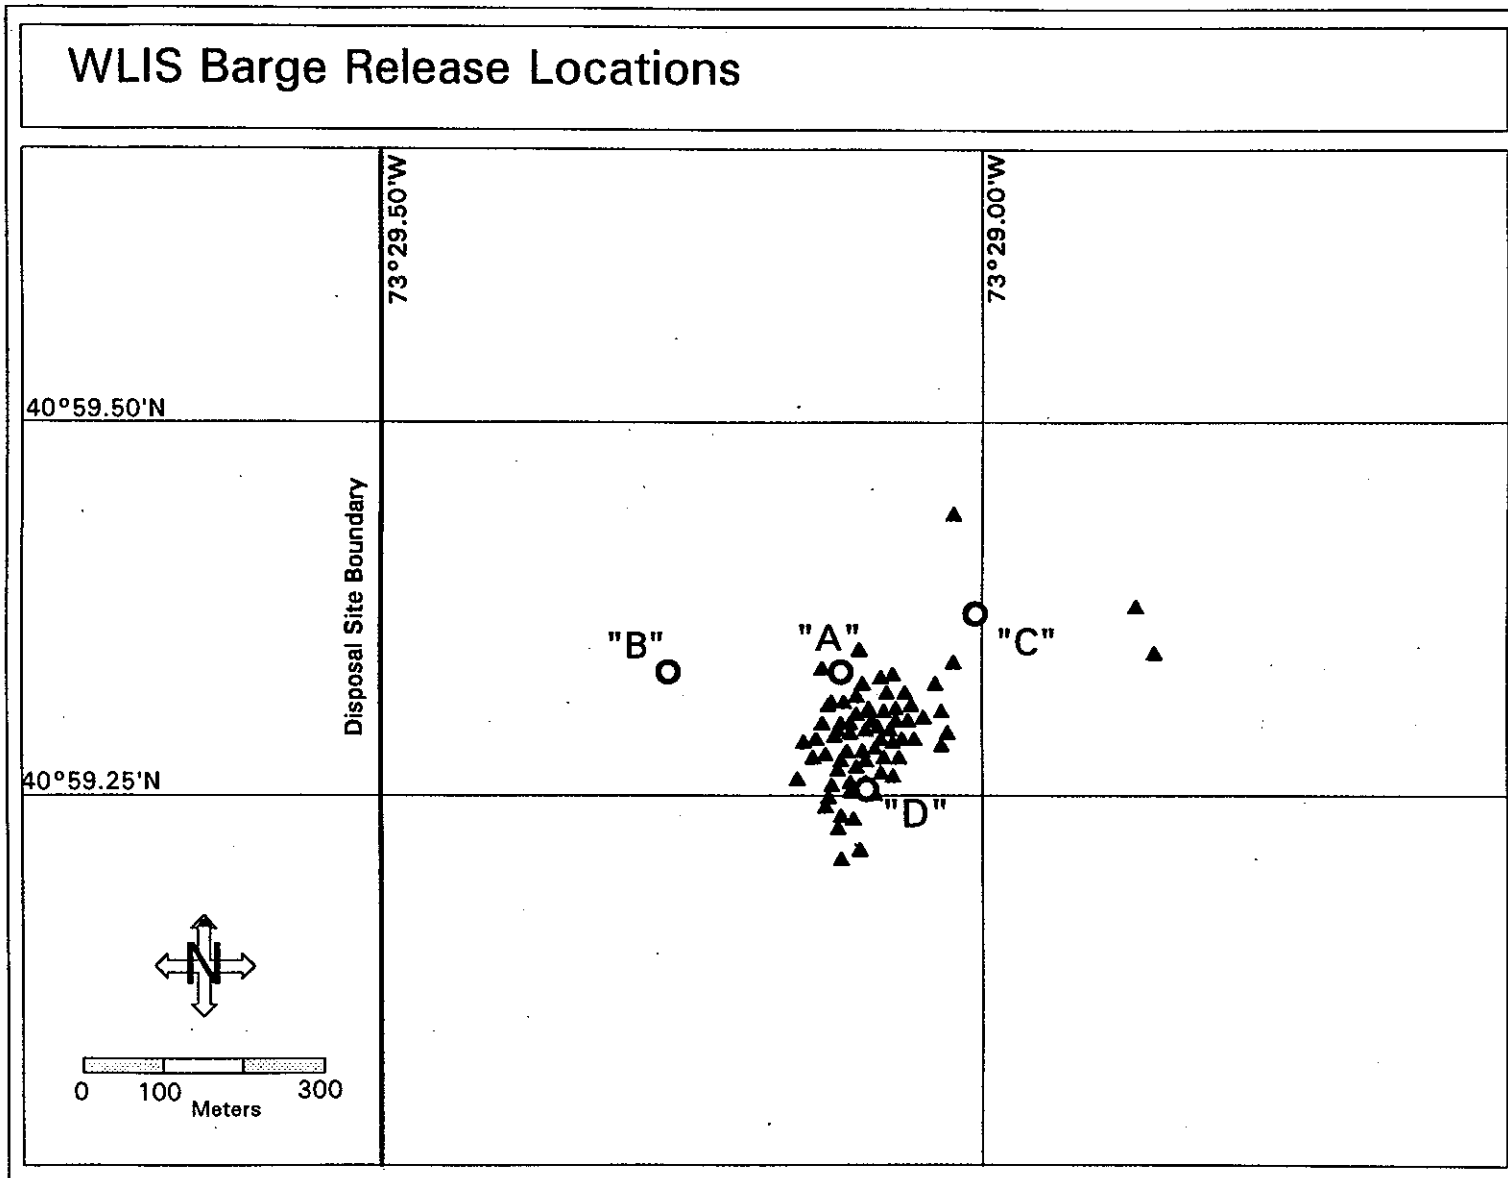 WLIS Barge Release Locations
73°29.50'W
73°29.00'W
40°59.50'N
Disposal Site Boundary
"B"
"A"
"C"
40°59.25'N
"D"
N
0 100 300
Meters